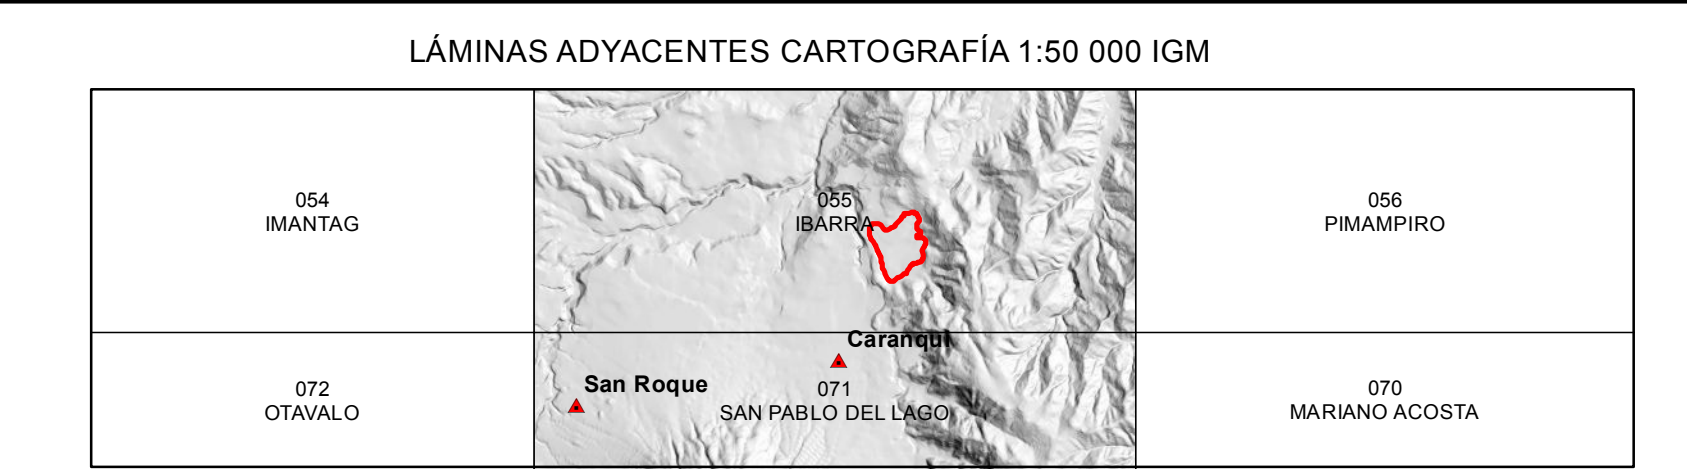 LÁMINAS ADYACENTES CARTOGRAFÍA 1:50 000 IGM
054
IMANTAG
055
IBARRA
056
PIMAMPIRO
Caranqui
San Roque
072
OTAVALO
071
SAN PABLO DEL LAGO
070
MARIANO ACOSTA